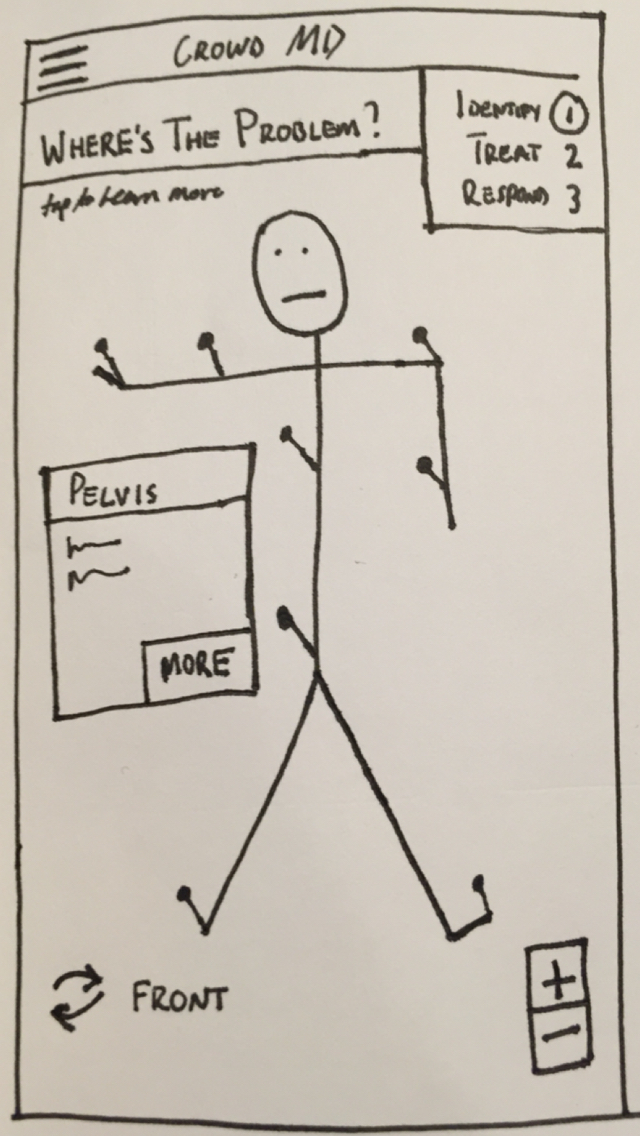 CROWD MD
WHERE'S THE PROBLEM?
tap to learn more
IDENTIFY 1
TREAT 2
RESPOND 3
PELVIS
MORE
FRONT
+
−